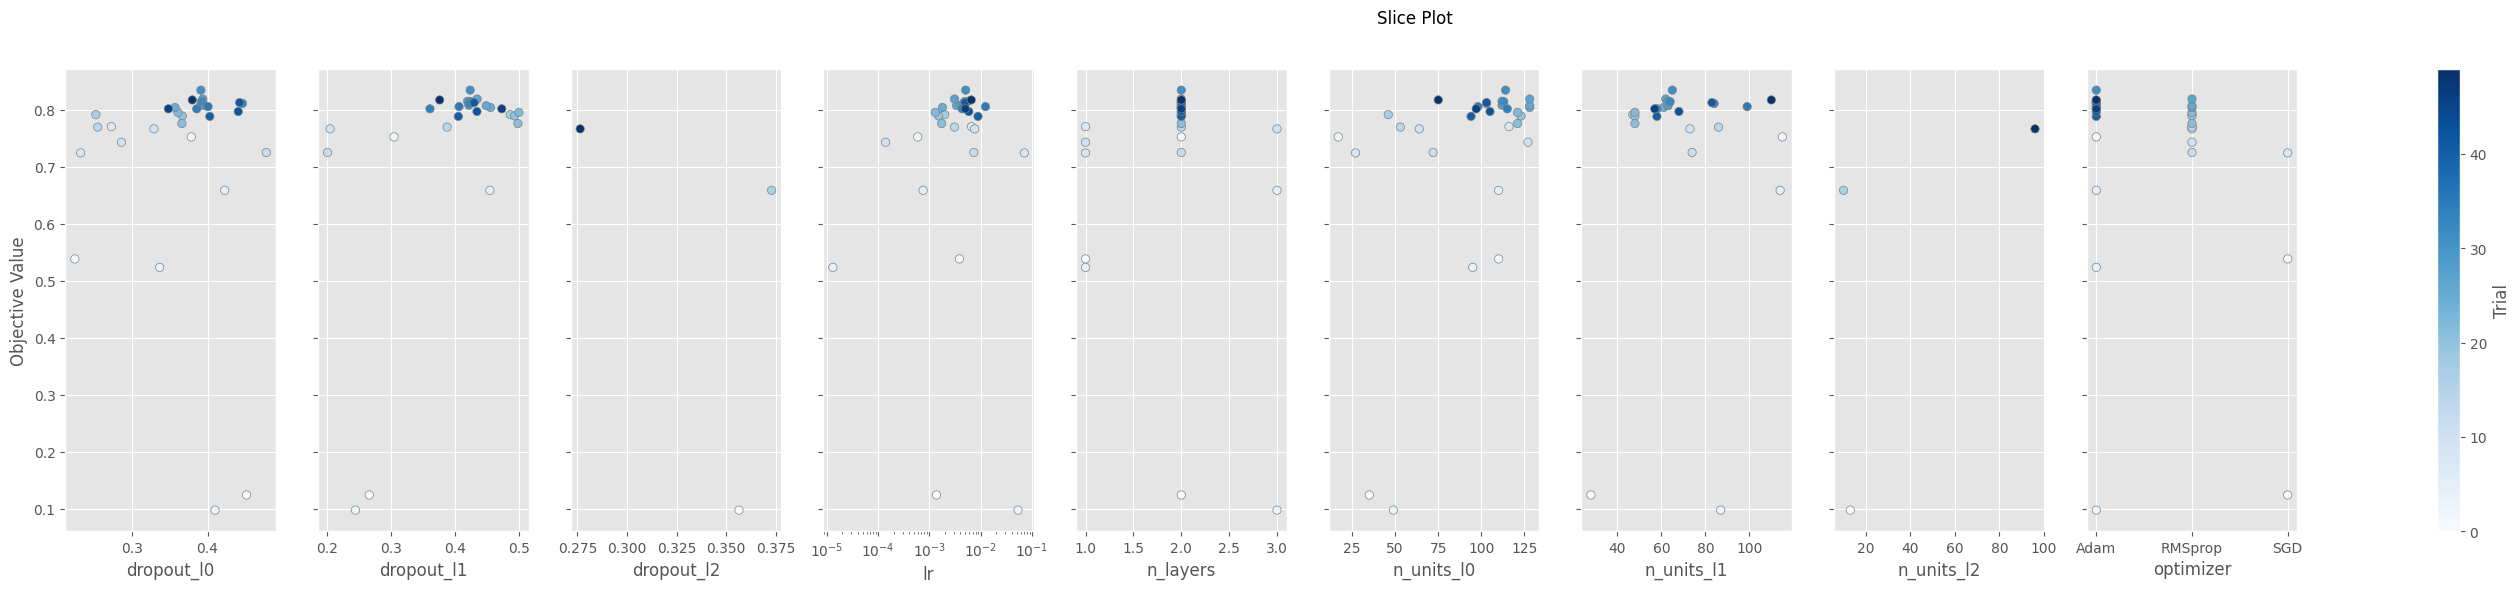 Slice Plot
Objective Value
0.8
0.7
0.6
0.5
0.4
0.3
0.2
0.1
0.3 0.4
dropout_l0
0.2 0.3 0.4 0.5
dropout_l1
0.275 0.300 0.325 0.350 0.375
dropout_l2
10⁻⁵ 10⁻⁴ 10⁻³ 10⁻² 10⁻¹
lr
1.0 1.5 2.0 2.5 3.0
n_layers
25 50 75 100 125
n_units_l0
40 60 80 100
n_units_l1
20 40 60 80 100
n_units_l2
Adam RMSprop SGD
optimizer
40
30
20
10
0
Trial